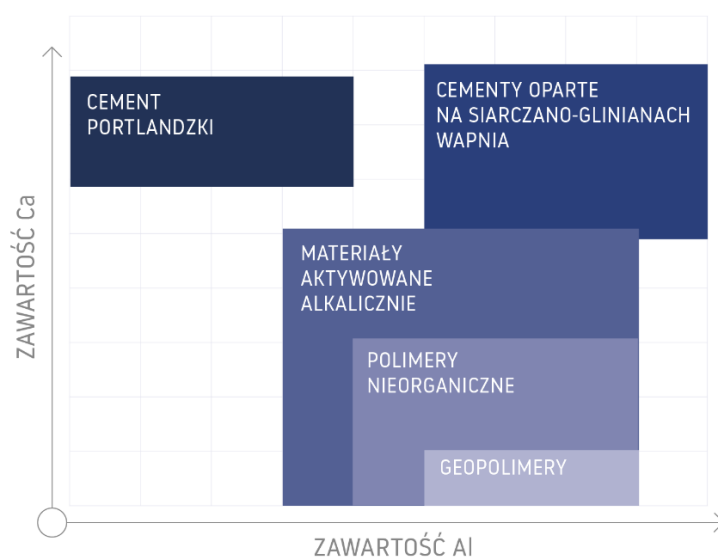 CEMENT
PORTLANDZKI
CEMENTY OPARTE
NA SIARCZANO-GLINIANACH
WAPNIA
MATERIAŁY
AKTYWOWANE
ALKALICZNIE
POLIMERY
NIEORGANICZNE
GEOPOLIMERY
ZAWARTOŚĆ Ca
ZAWARTOŚĆ Al